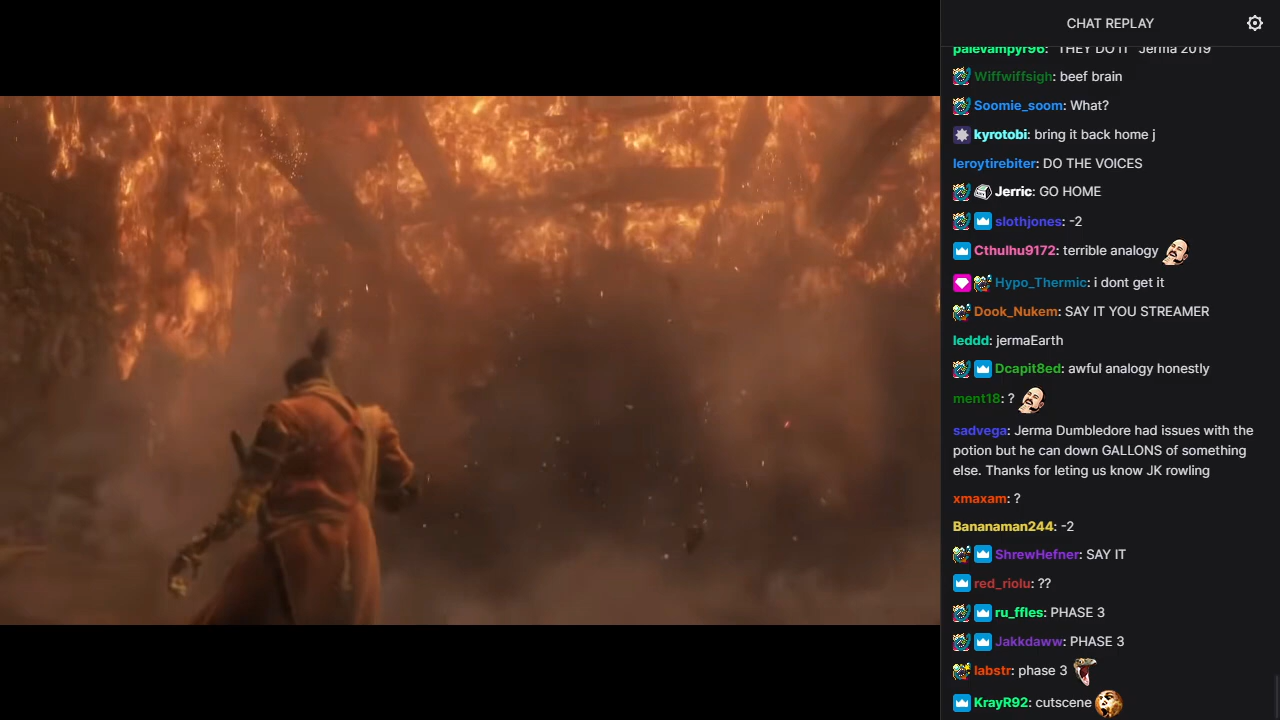 CHAT REPLAY
palevampyr96: "THEY DO IT" Jerma 2019
Wiffwiffsigh: beef brain
Soomie_soom: What?
kyrotobi: bring it back home j
leroytirebiter: DO THE VOICES
Jerric: GO HOME
slothjones: -2
Cthulhu9172: terrible analogy
Hypo_Thermic: i dont get it
Dook_Nukem: SAY IT YOU STREAMER
leddd: jermaEarth
Dcapit8ed: awful analogy honestly
ment18: ?
sadvega: Jerma Dumbledore had issues with the
potion but he can down GALLONS of something
else. Thanks for leting us know JK rowling
xmaxam: ?
Bananaman244: -2
ShrewHefner: SAY IT
red_riolu: ??
ru_ffles: PHASE 3
Jakkdaww: PHASE 3
labstr: phase 3
KrayR92: cutscene